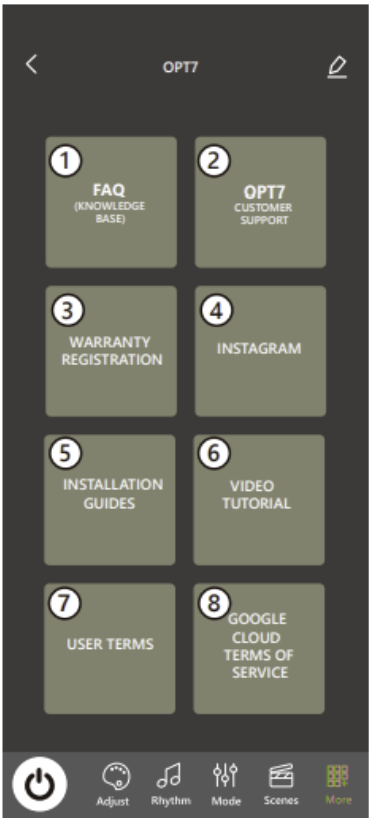 OPT7
1
FAQ
(KNOWLEDGE
BASE)
2
OPT7
CUSTOMER
SUPPORT
3
WARRANTY
REGISTRATION
4
INSTAGRAM
5
INSTALLATION
GUIDES
6
VIDEO
TUTORIAL
7
USER TERMS
8
GOOGLE
CLOUD
TERMS OF
SERVICE
Adjust
Rhythm
Mode
Scenes
More